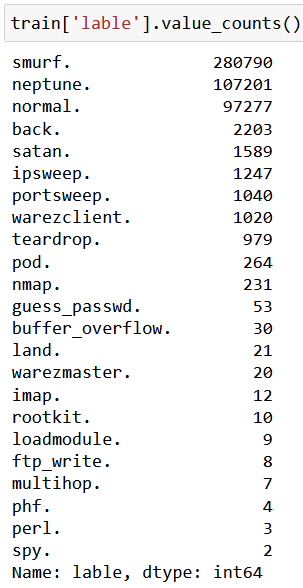 train['lable'].value_counts()
smurf. 280790
neptune. 107201
normal. 97277
back. 2203
satan. 1589
ipsweep. 1247
portsweep. 1040
warezclient. 1020
teardrop. 979
pod. 264
nmap. 231
guess_passwd. 53
buffer_overflow. 30
land. 21
warezmaster. 20
imap. 12
rootkit. 10
loadmodule. 9
ftp_write. 8
multihop. 7
phf. 4
perl. 3
spy. 2
Name: lable, dtype: int64